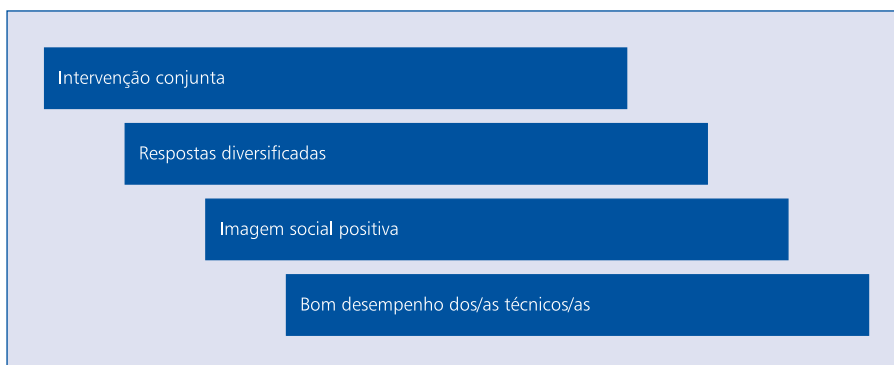 Intervenção conjunta
Respostas diversificadas
Imagem social positiva
Bom desempenho dos/as técnicos/as